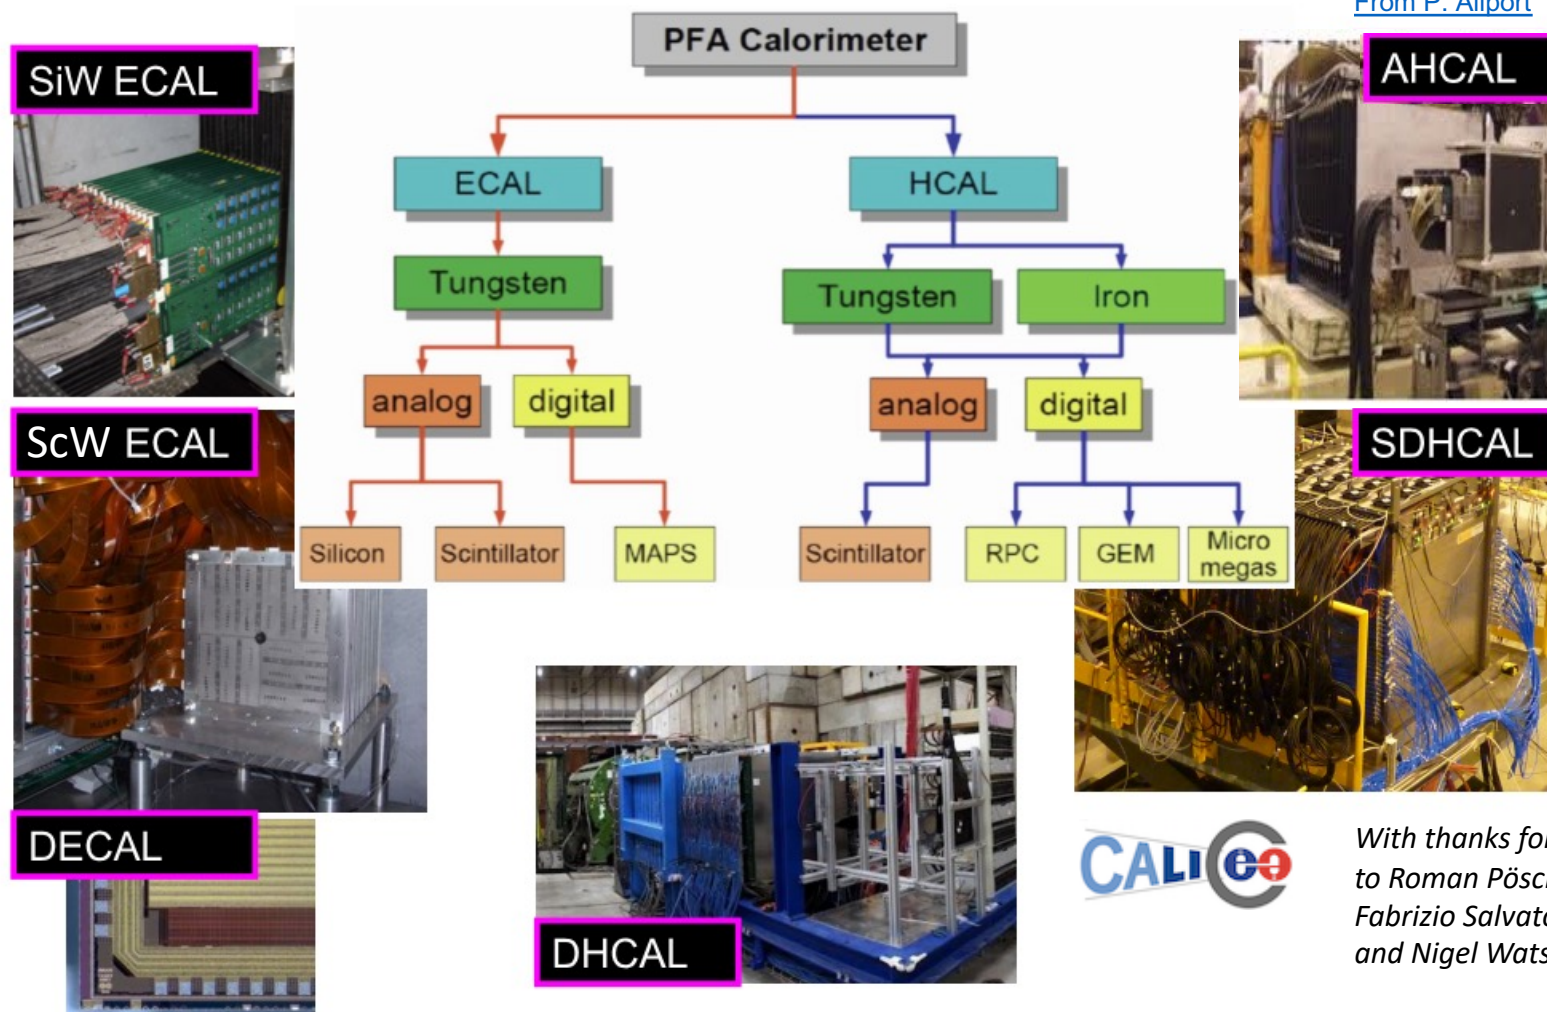 From P. Allport
PFA Calorimeter
SiW ECAL
AHCAL
ECAL
HCAL
Tungsten
Tungsten
Iron
analog
digital
analog
digital
ScW ECAL
SDHCAL
Silicon
Scintillator
MAPS
Scintillator
RPC
GEM
Micro
megas
DECAL
DHCAL
CALICE
With thanks for
to Roman Pösc
Fabrizio Salvat
and Nigel Wats